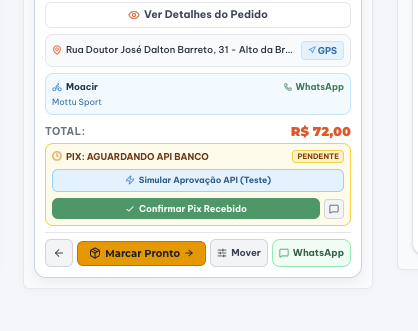 Ver Detalhes do Pedido
Rua Doutor José Dalton Barreto, 31 - Alto da Br... GPS
Moacir WhatsApp
Mottu Sport
TOTAL: R$ 72,00
PIX: AGUARDANDO API BANCO PENDENTE
Simular Aprovação API (Teste)
Confirmar Pix Recebido
Marcar Pronto Mover WhatsApp